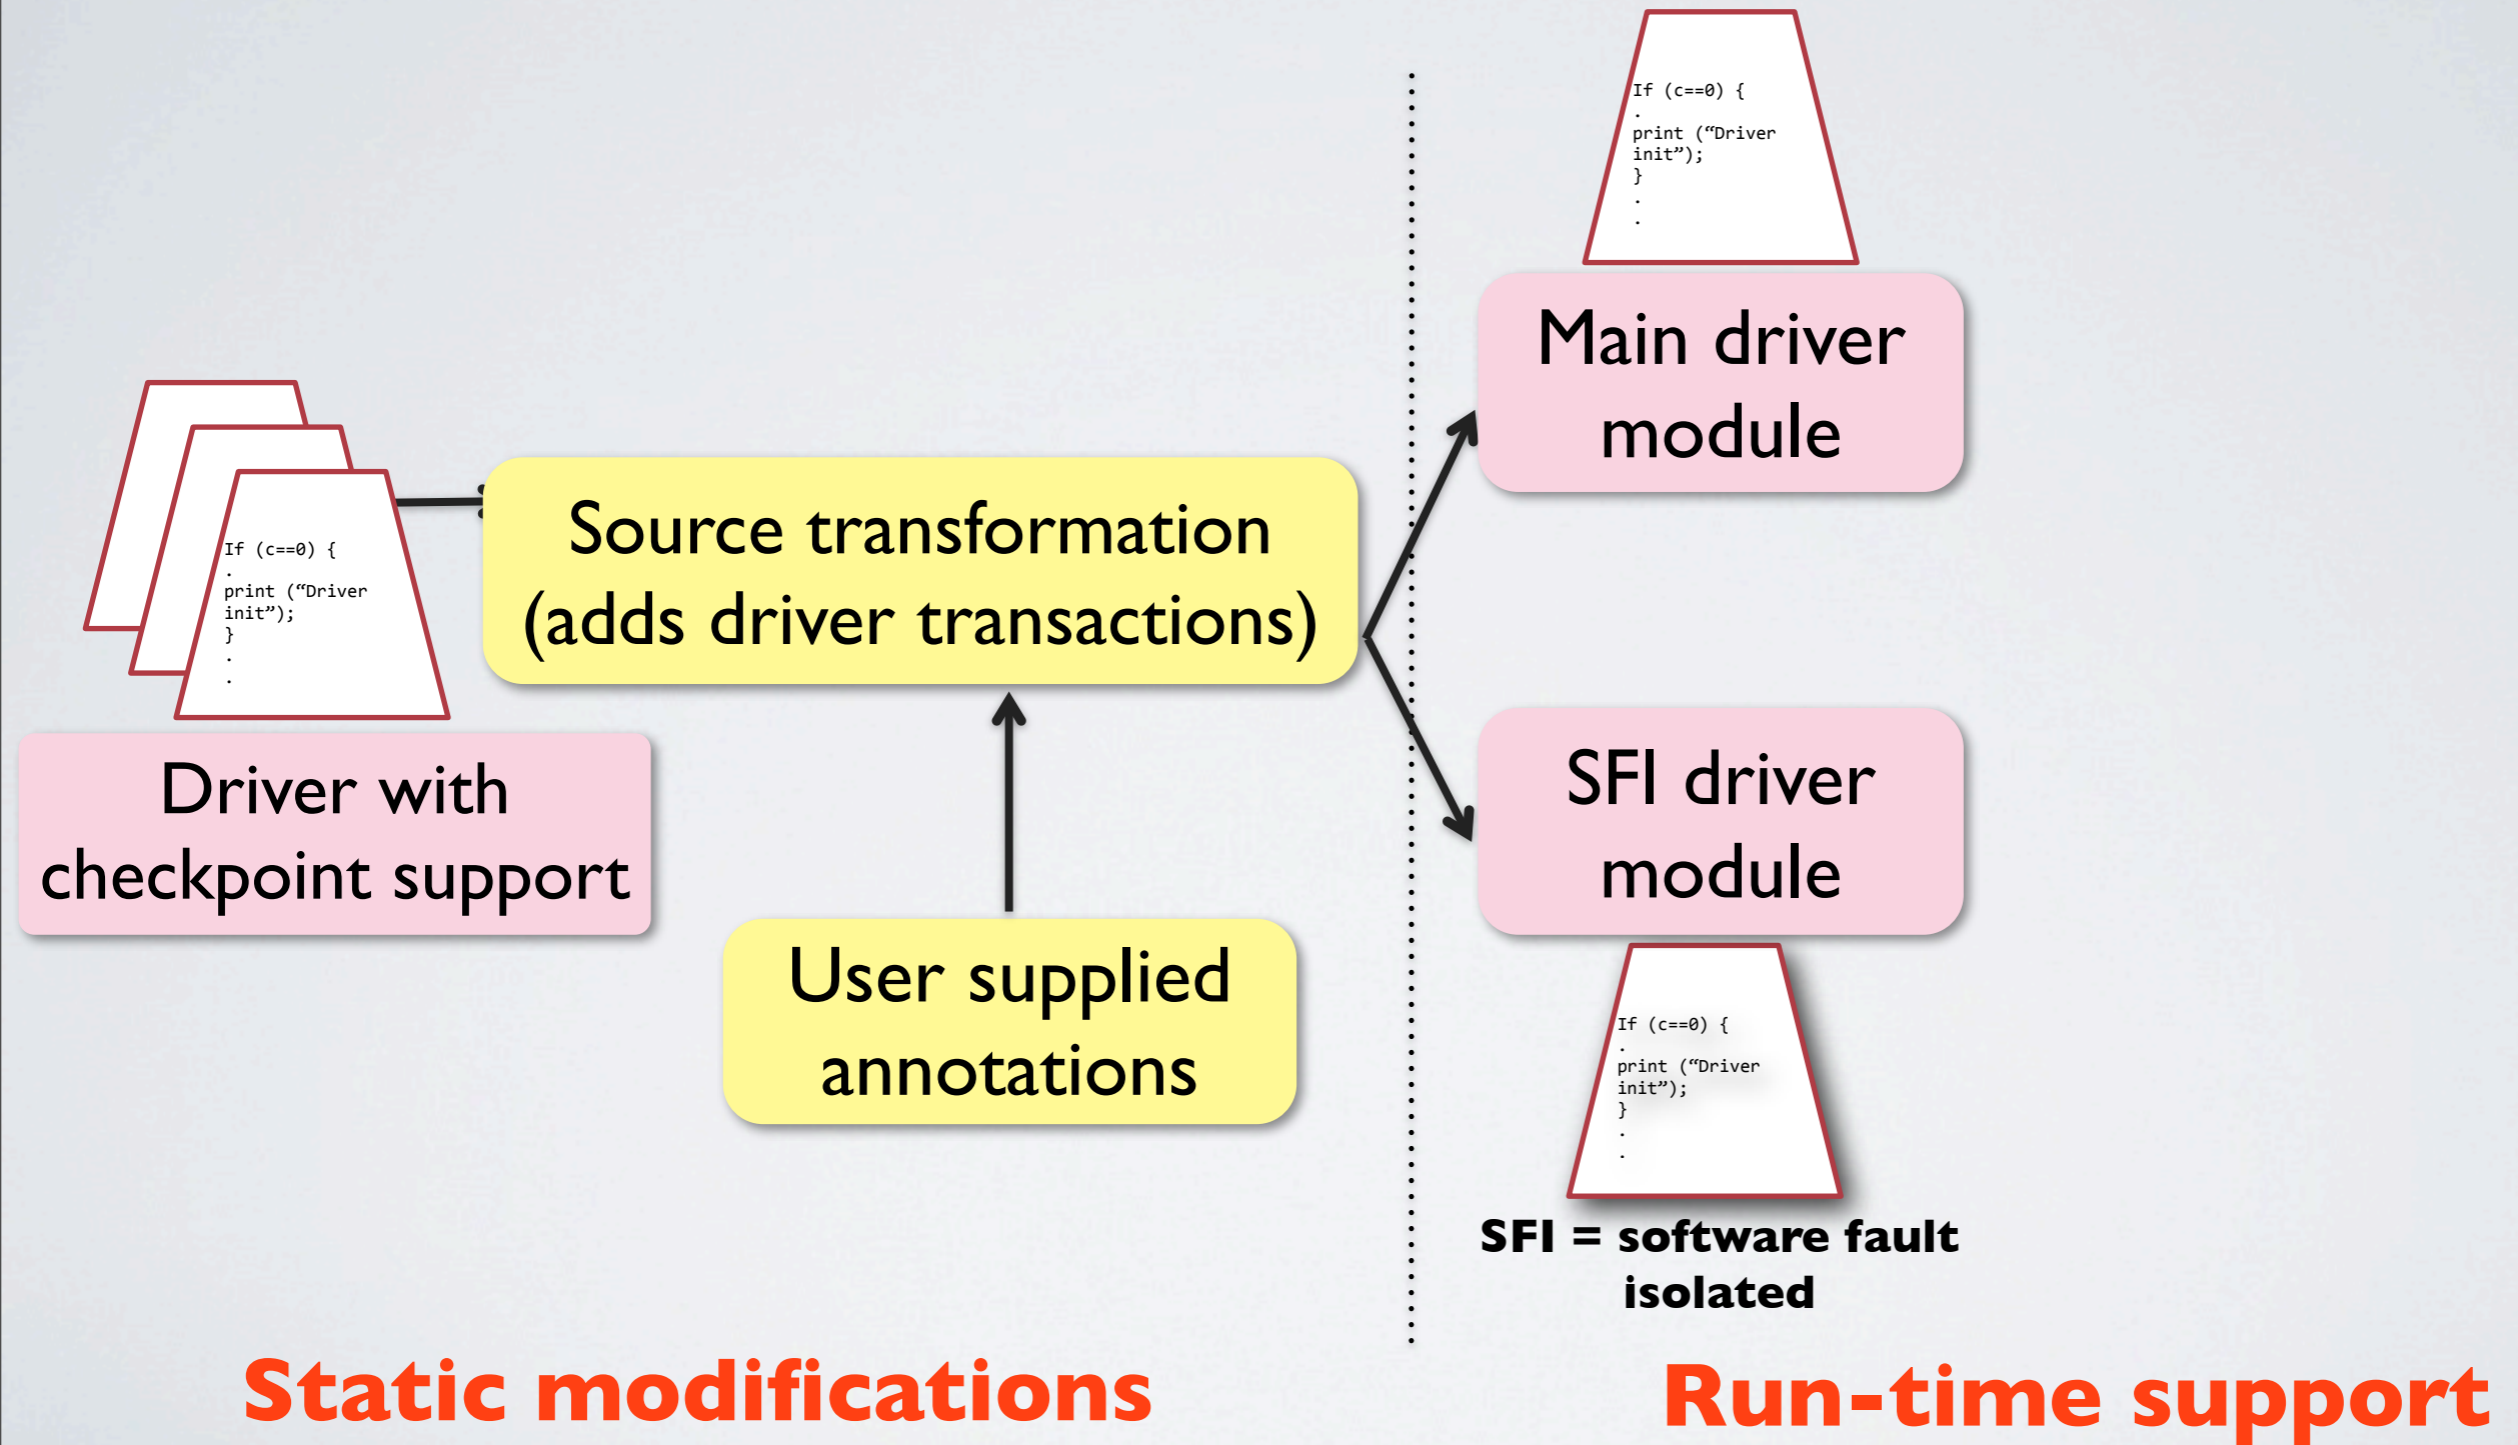 If (c==0) {
.
print (“Driver
init”);
}
.
.
Main driver
module
If (c==0) {
.
print (“Driver
init”);
}
.
.
Source transformation
(adds driver transactions)
Driver with
checkpoint support
User supplied
annotations
SFI driver
module
If (c==0) {
.
print (“Driver
init”);
}
.
.
SFI = software fault
isolated
Static modifications
Run-time support